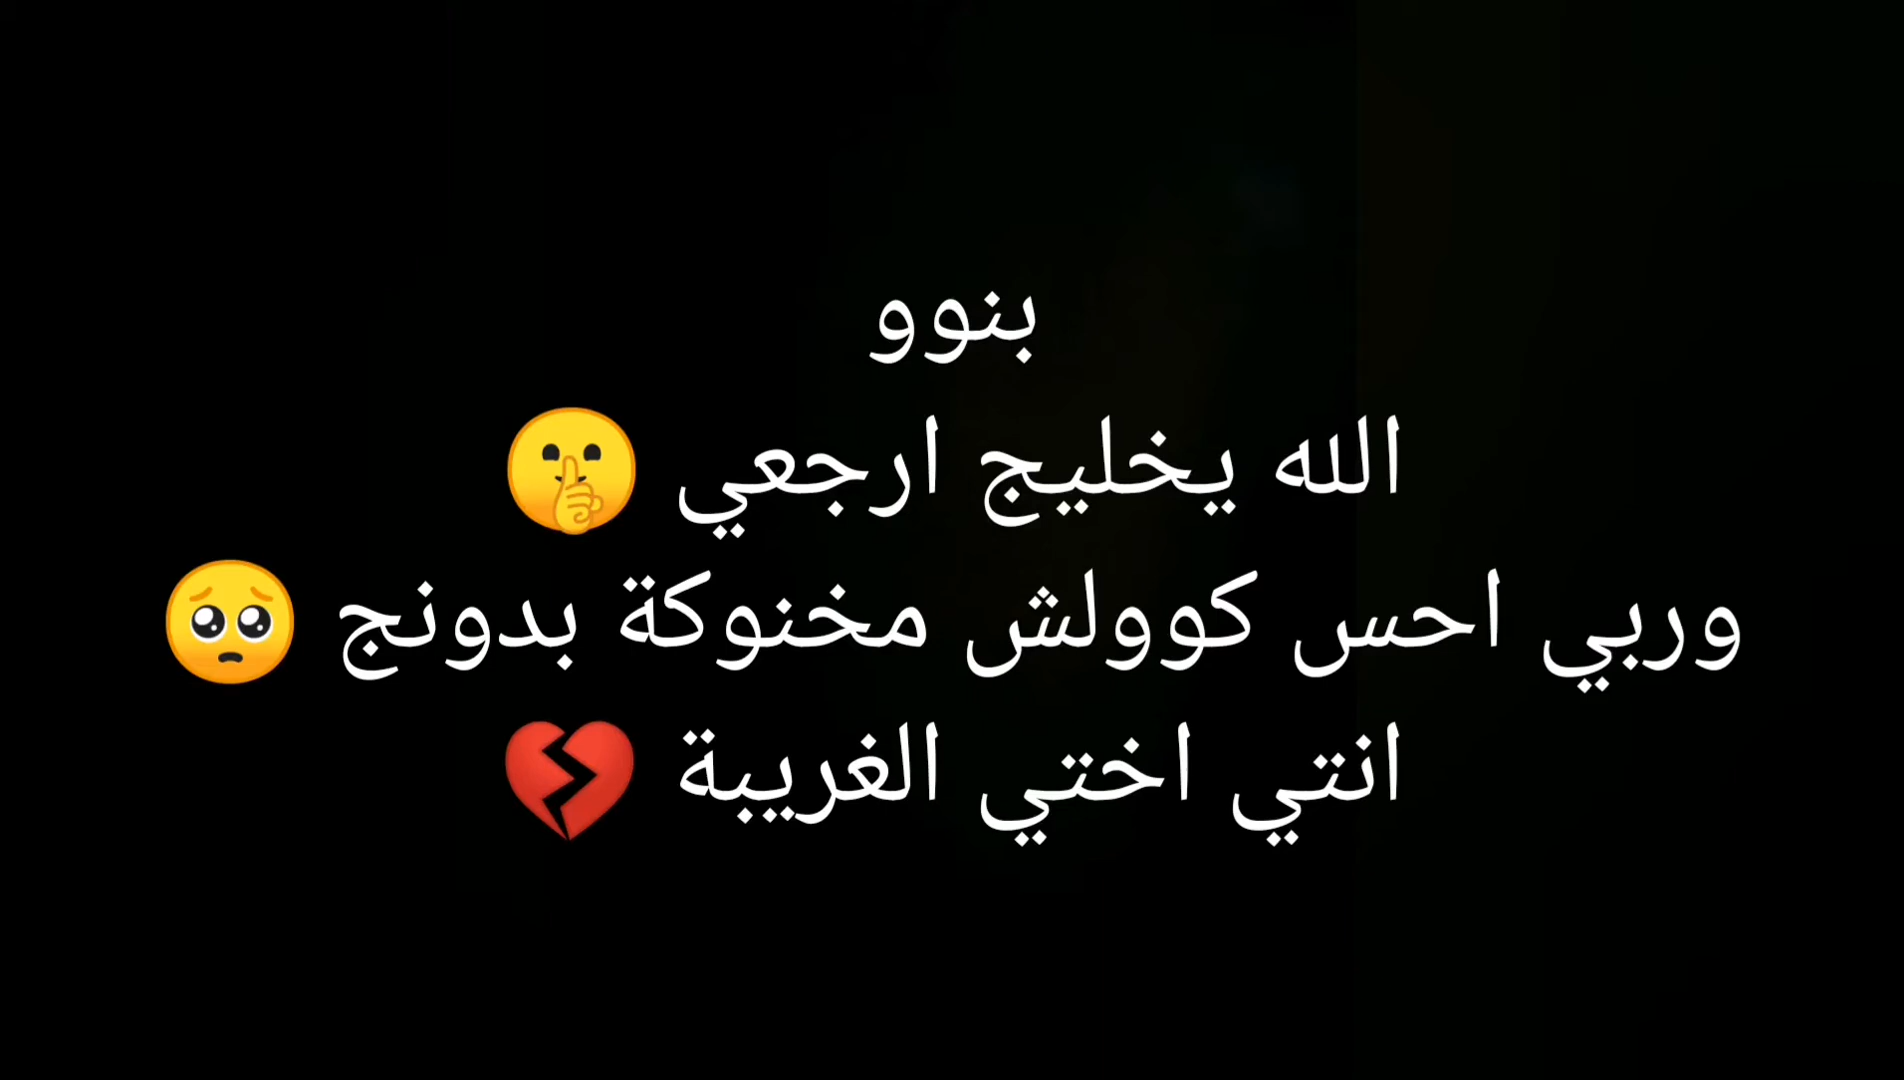 بنوو
الله يخليج ارجعي 🤫
وربي احس كوولش مخنوكة بدونج 🥺
انتي اختي الغريبة 💔